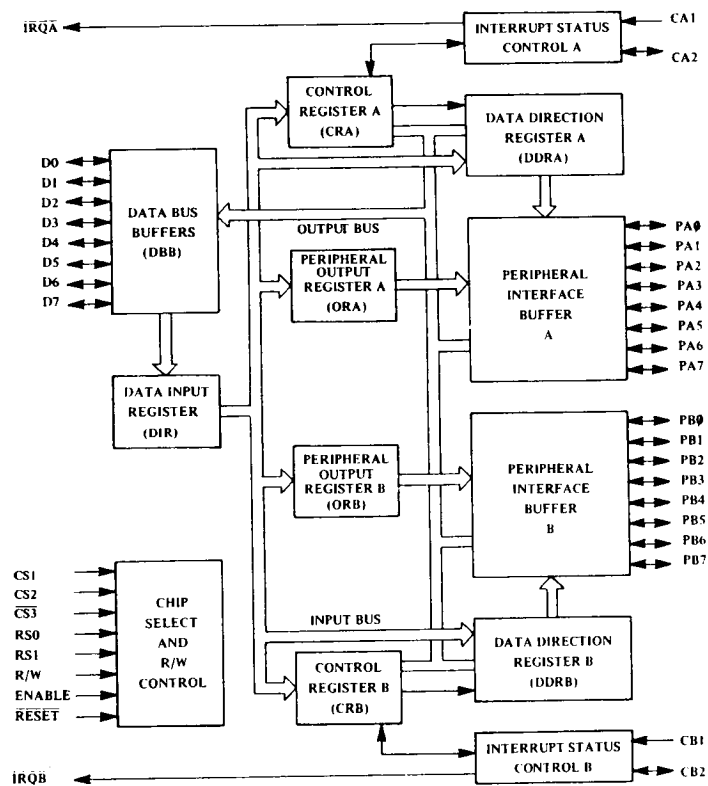 IRQA
INTERRUPT STATUS
CONTROL A
CA1
CA2
CONTROL
REGISTER A
(CRA)
DATA DIRECTION
REGISTER A
(DDRA)
D0
D1
D2
D3
D4
D5
D6
D7
DATA BUS
BUFFERS
(DBB)
OUTPUT BUS
PERIPHERAL
OUTPUT
REGISTER A
(ORA)
PERIPHERAL
INTERFACE
BUFFER
A
PA0
PA1
PA2
PA3
PA4
PA5
PA6
PA7
DATA INPUT
REGISTER
(DIR)
PERIPHERAL
OUTPUT
REGISTER B
(ORB)
PERIPHERAL
INTERFACE
BUFFER
B
PB0
PB1
PB2
PB3
PB4
PB5
PB6
PB7
CS1
CS2
CS3
RS0
RS1
R/W
ENABLE
RESET
CHIP
SELECT
AND
R/W
CONTROL
INPUT BUS
CONTROL
REGISTER B
(CRB)
DATA DIRECTION
REGISTER B
(DDRB)
IRQB
INTERRUPT STATUS
CONTROL B
CB1
CB2